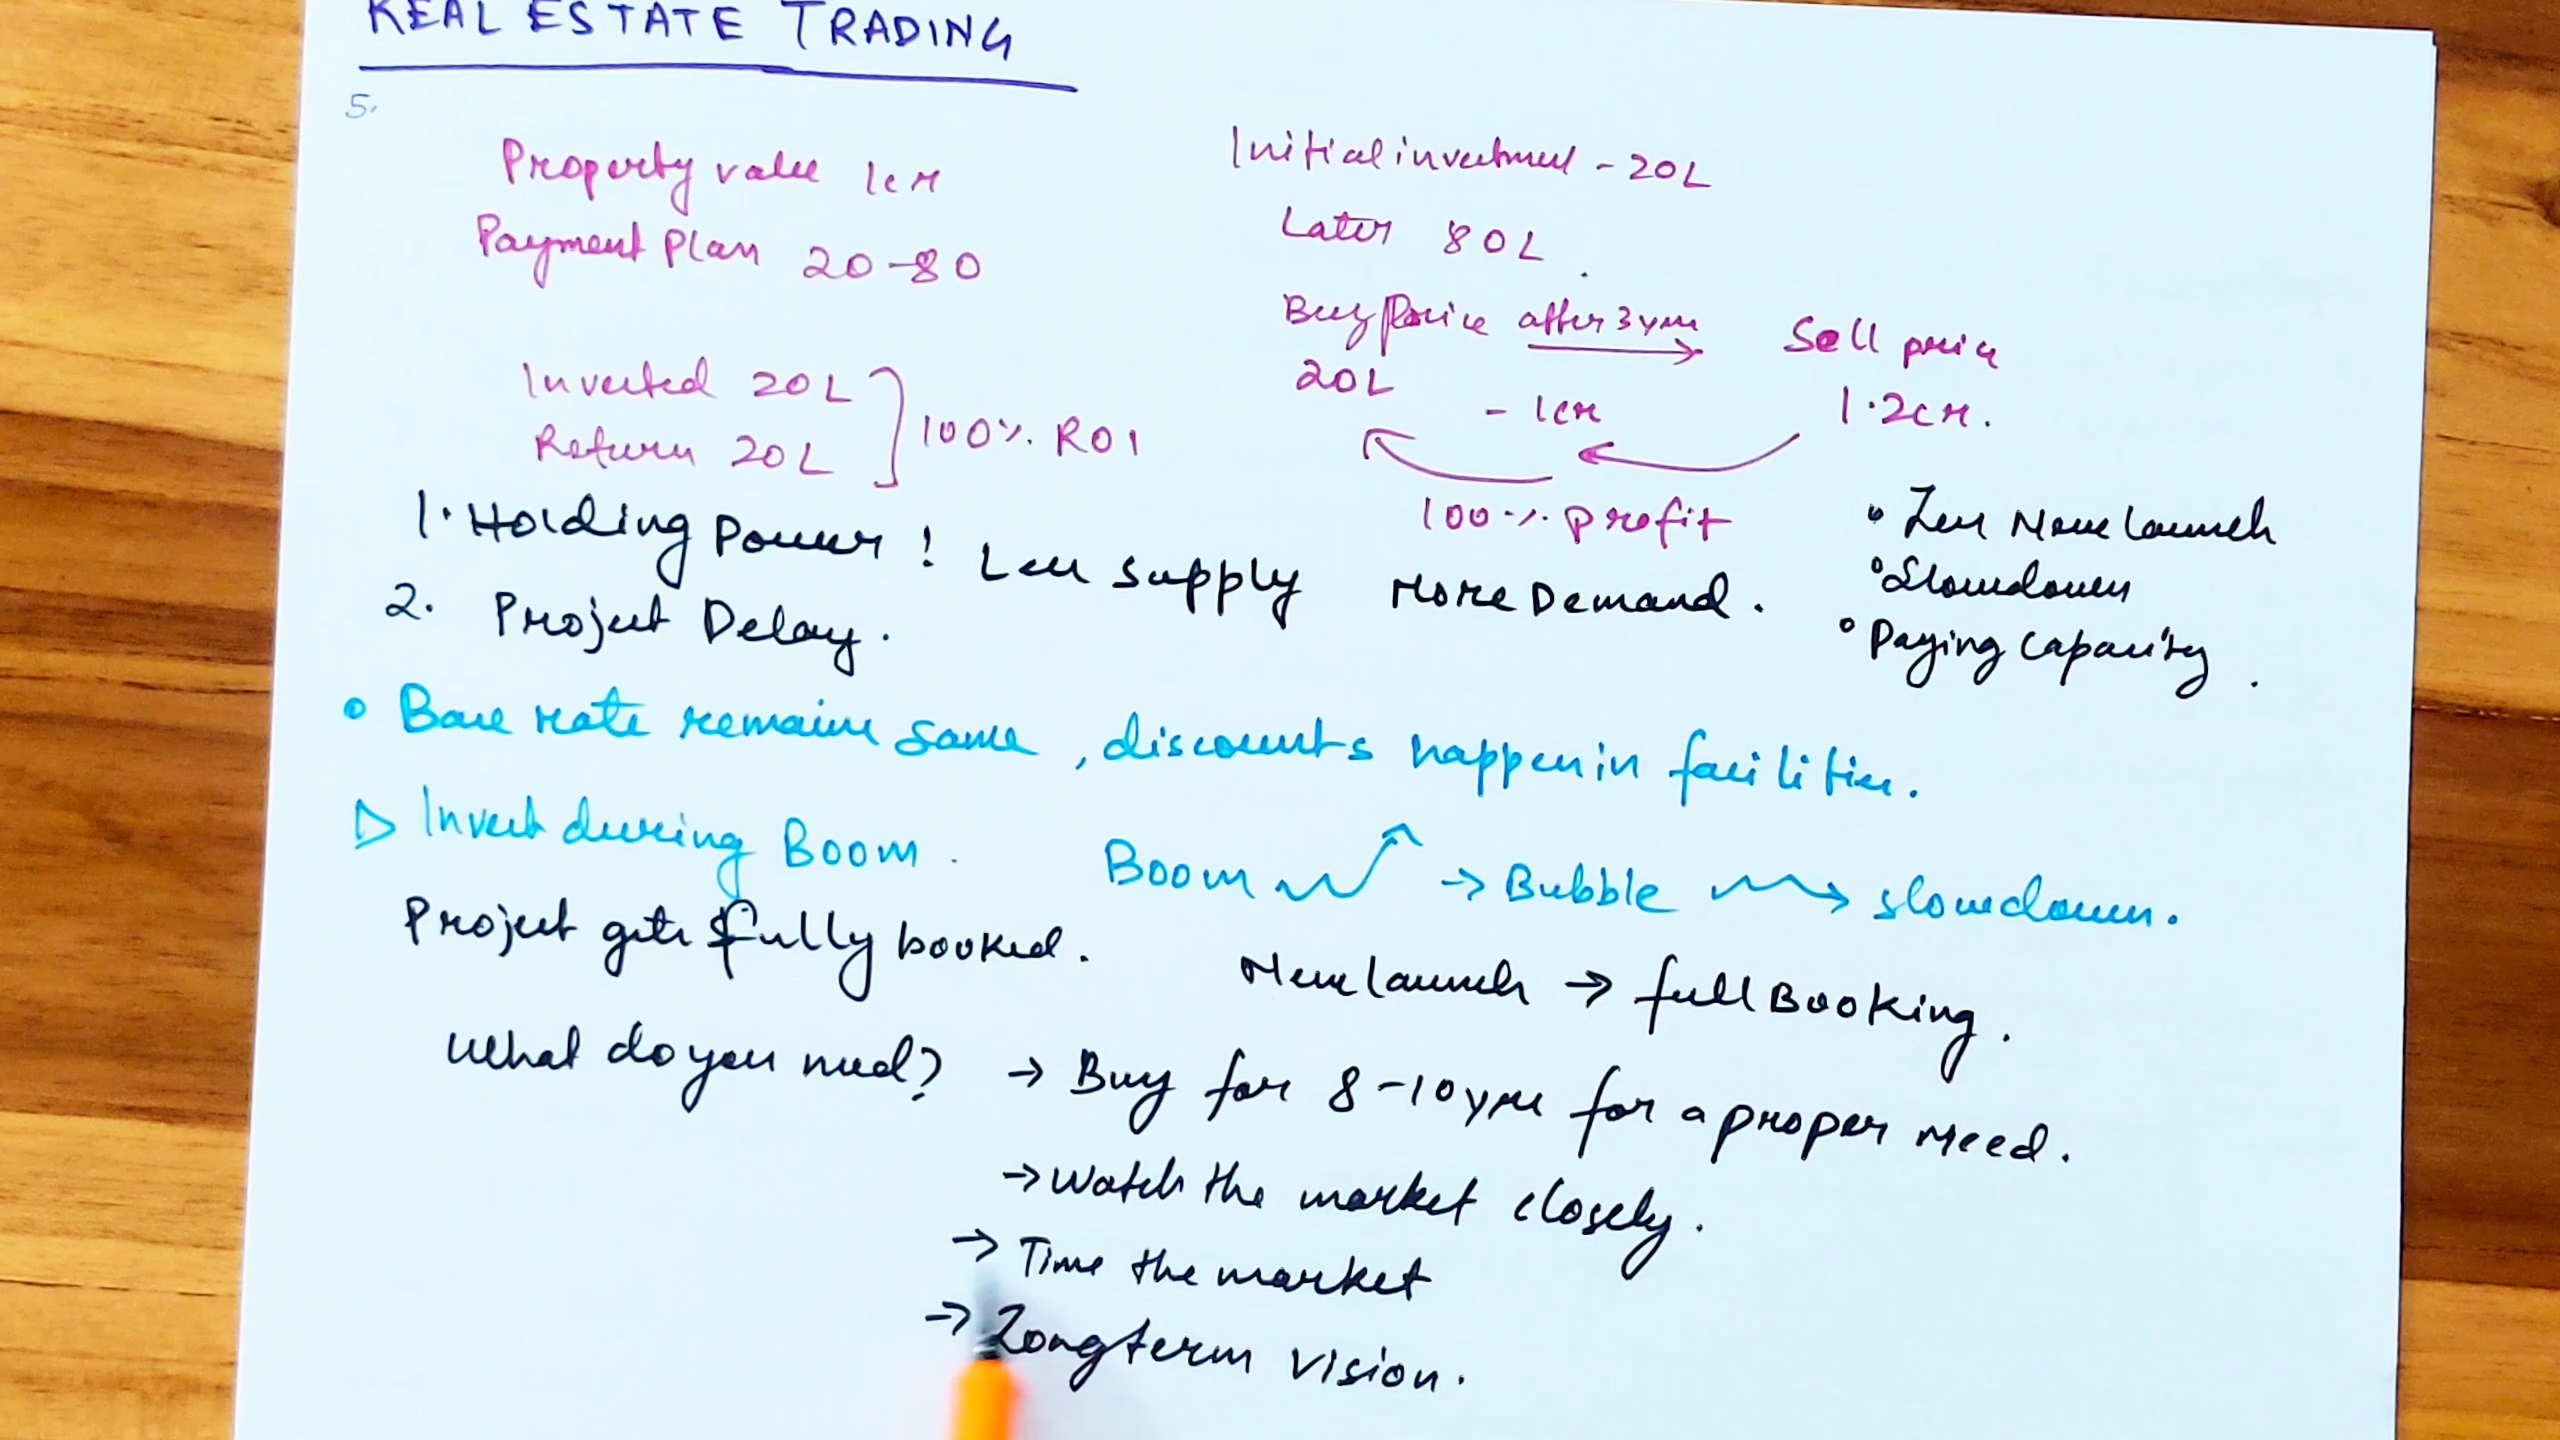 REAL ESTATE TRADING
5.
Property value 1cr
Payment Plan 20-80
Initial investment - 20L
Later 80L
Buy Price after 3 yrs → Sell price
20L - 1cr 1.2cr.
Invested 20L
Return 20L
100% ROI
100% profit
1. Holding Power! Less supply More Demand.
2. Project Delay.
• Less New launch
• Slowdown
• Paying capacity.
• Base rate remains same, discounts happen in facilities.
▷ Invest during Boom. Boom → Bubble → slowdown.
Project gets fully booked. New launch → full Booking.
What do you need? → Buy for 8-10 yrs for a proper need.
→ Watch the market closely.
→ Time the market
→ Long term vision.